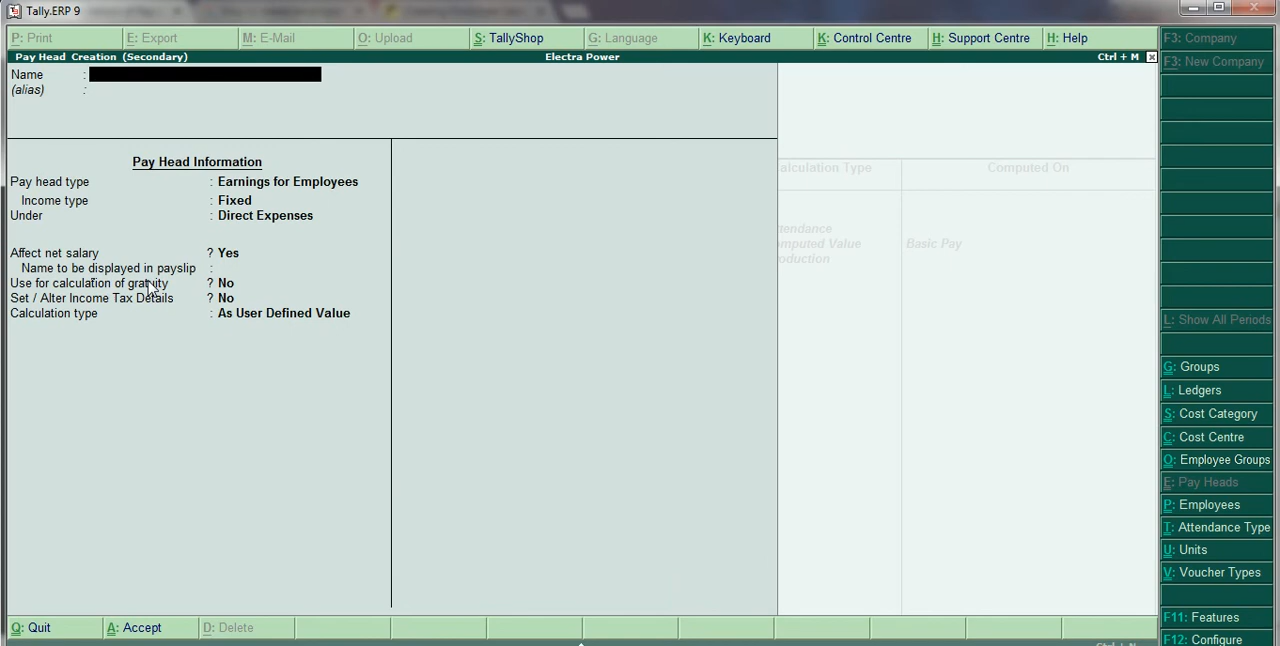 Tally.ERP 9
P: Print E: Export M: E-Mail O: Upload S: TallyShop G: Language K: Keyboard K: Control Centre H: Support Centre H: Help
F3: Company
Pay Head Creation (Secondary) Electra Power Ctrl + M
F3: New Company
Name :
(alias) :
Pay Head Information
Pay head type : Earnings for Employees
Income type : Fixed
Under : Direct Expenses
Affect net salary ? Yes
Name to be displayed in payslip :
Use for calculation of gratuity ? No
Set / Alter Income Tax Details ? No
Calculation type : As User Defined Value
alculation Type Computed On
ttendance
omputed Value Basic Pay
roduction
L: Show All Periods
G: Groups
L: Ledgers
S: Cost Category
C: Cost Centre
O: Employee Groups
E: Pay Heads
P: Employees
T: Attendance Type
U: Units
V: Voucher Types
F11: Features
F12: Configure
Q: Quit A: Accept D: Delete